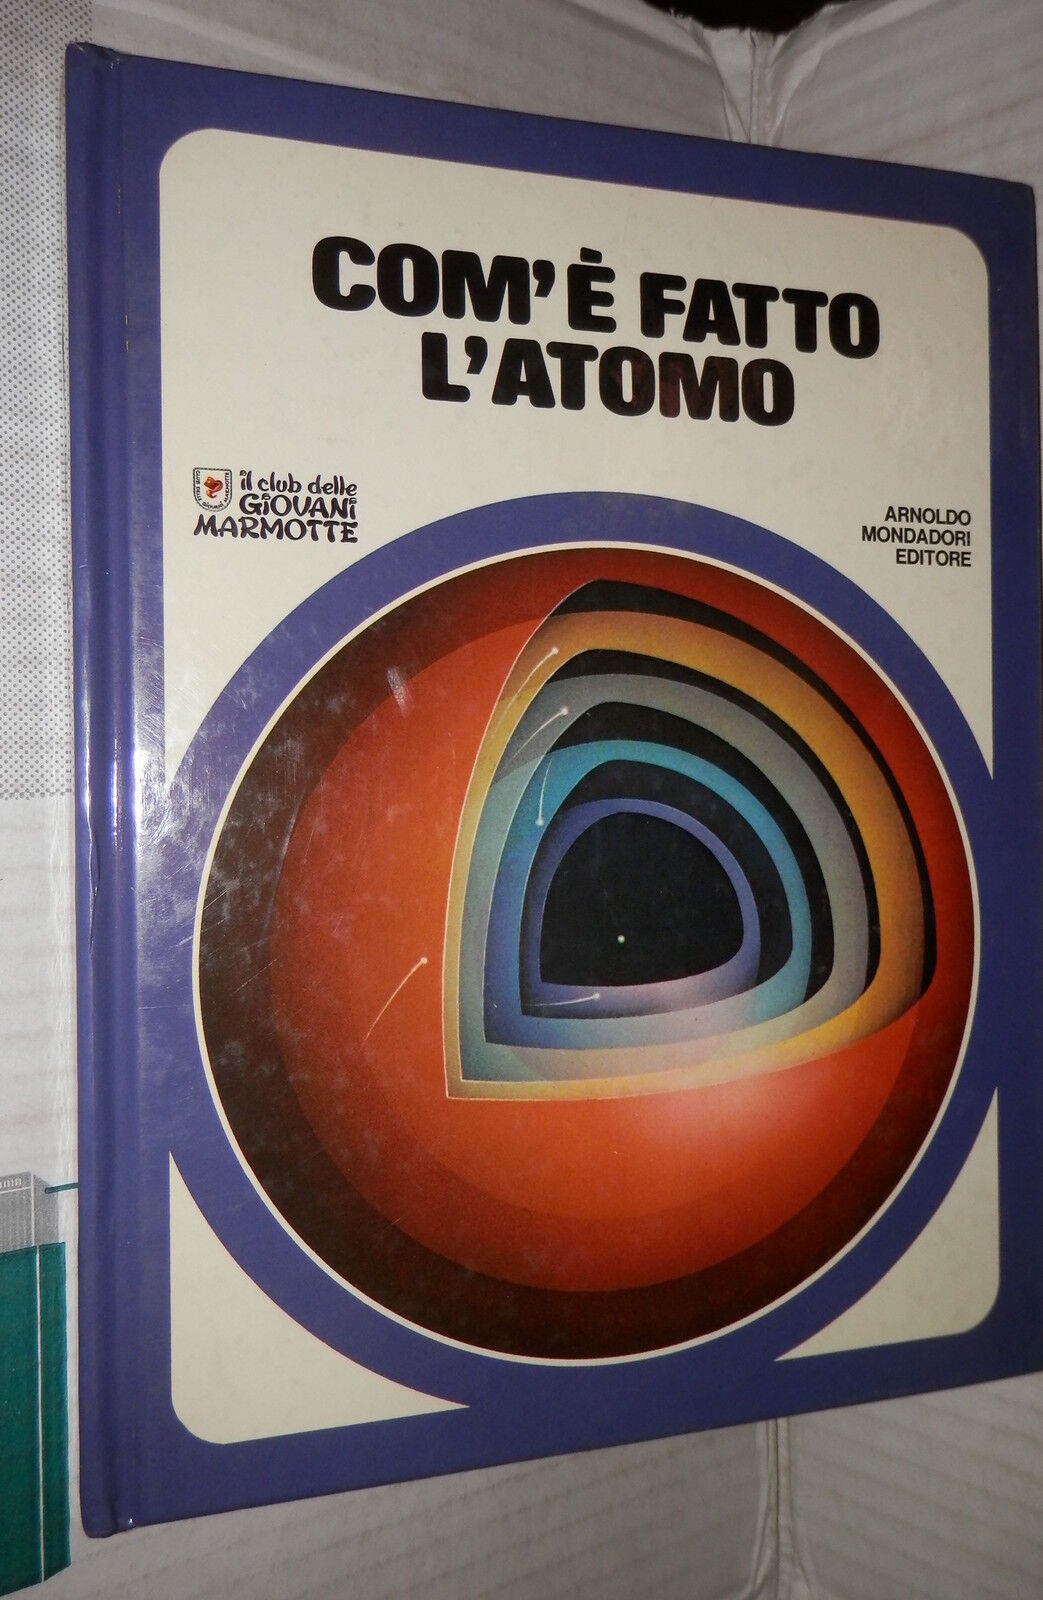 COM'È FATTO
L'ATOMO
il club delle
GIOVANI
MARMOTTE
ARNOLDO
MONDADORI
EDITORE